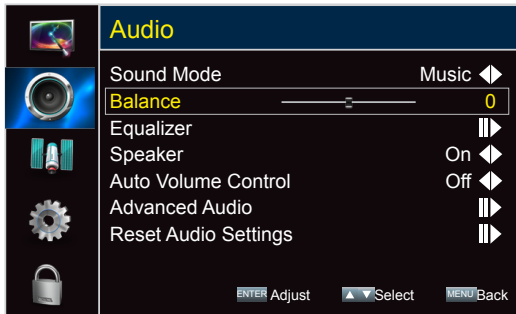 Audio
Sound Mode Music
Balance 0
Equalizer
Speaker On
Auto Volume Control Off
Advanced Audio
Reset Audio Settings
ENTER Adjust ▲ ▼ Select MENU Back